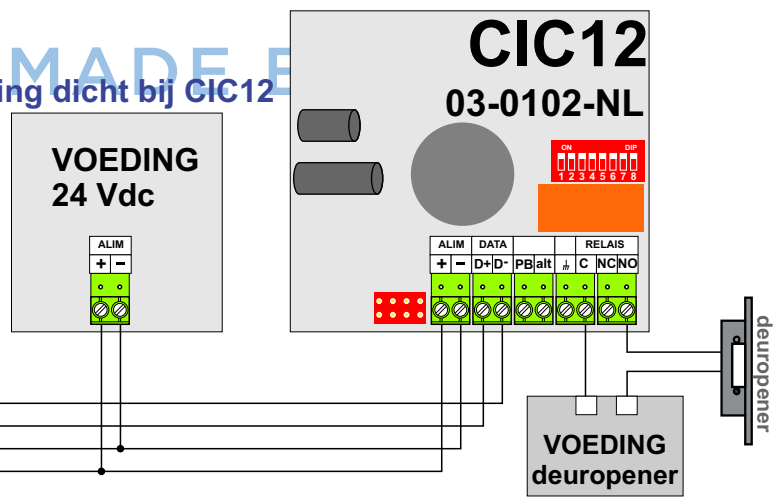 MADE
ing dicht bij CIC12
CIC12
03-0102-NL
VOEDING
24 Vdc
ON DIP
1 2 3 4 5 6 7 8
ALIM
+ -
ALIM DATA RELAIS
+ - D+ D- PB alt C NC NO
deuropener
VOEDING
deuropener